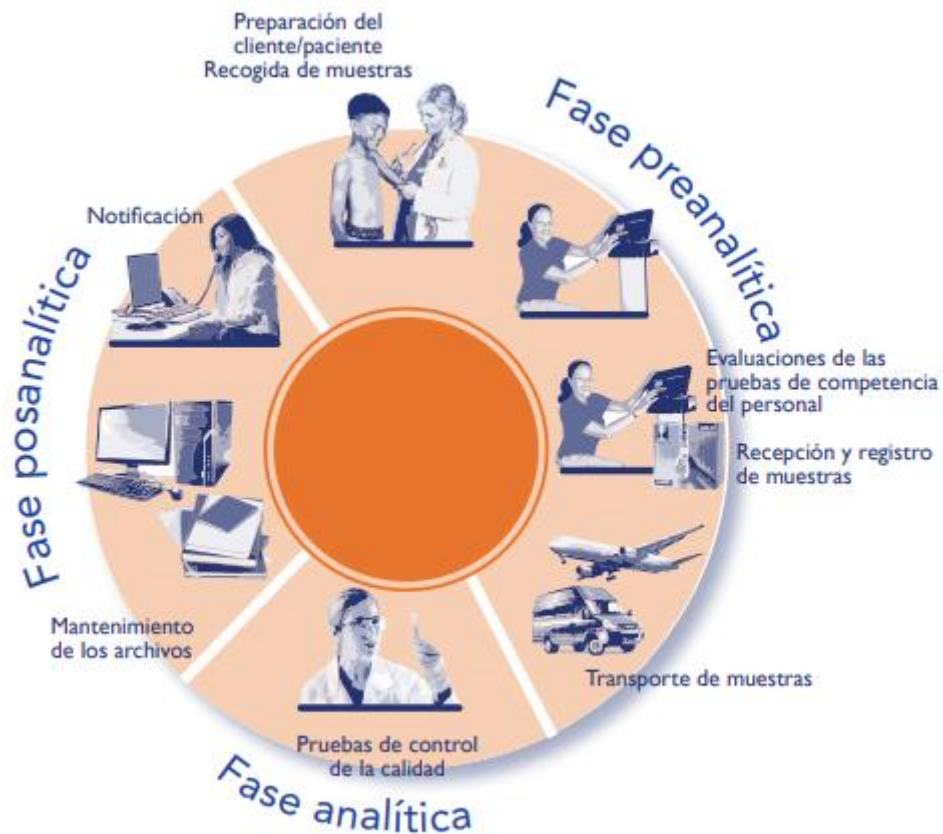 Preparación del
cliente/paciente
Recogida de muestras
Fase preanalítica
Evaluaciones de las
pruebas de competencia
del personal
Recepción y registro
de muestras
Transporte de muestras
Pruebas de control
de la calidad
Fase analítica
Mantenimiento
de los archivos
Fase posanalítica
Notificación